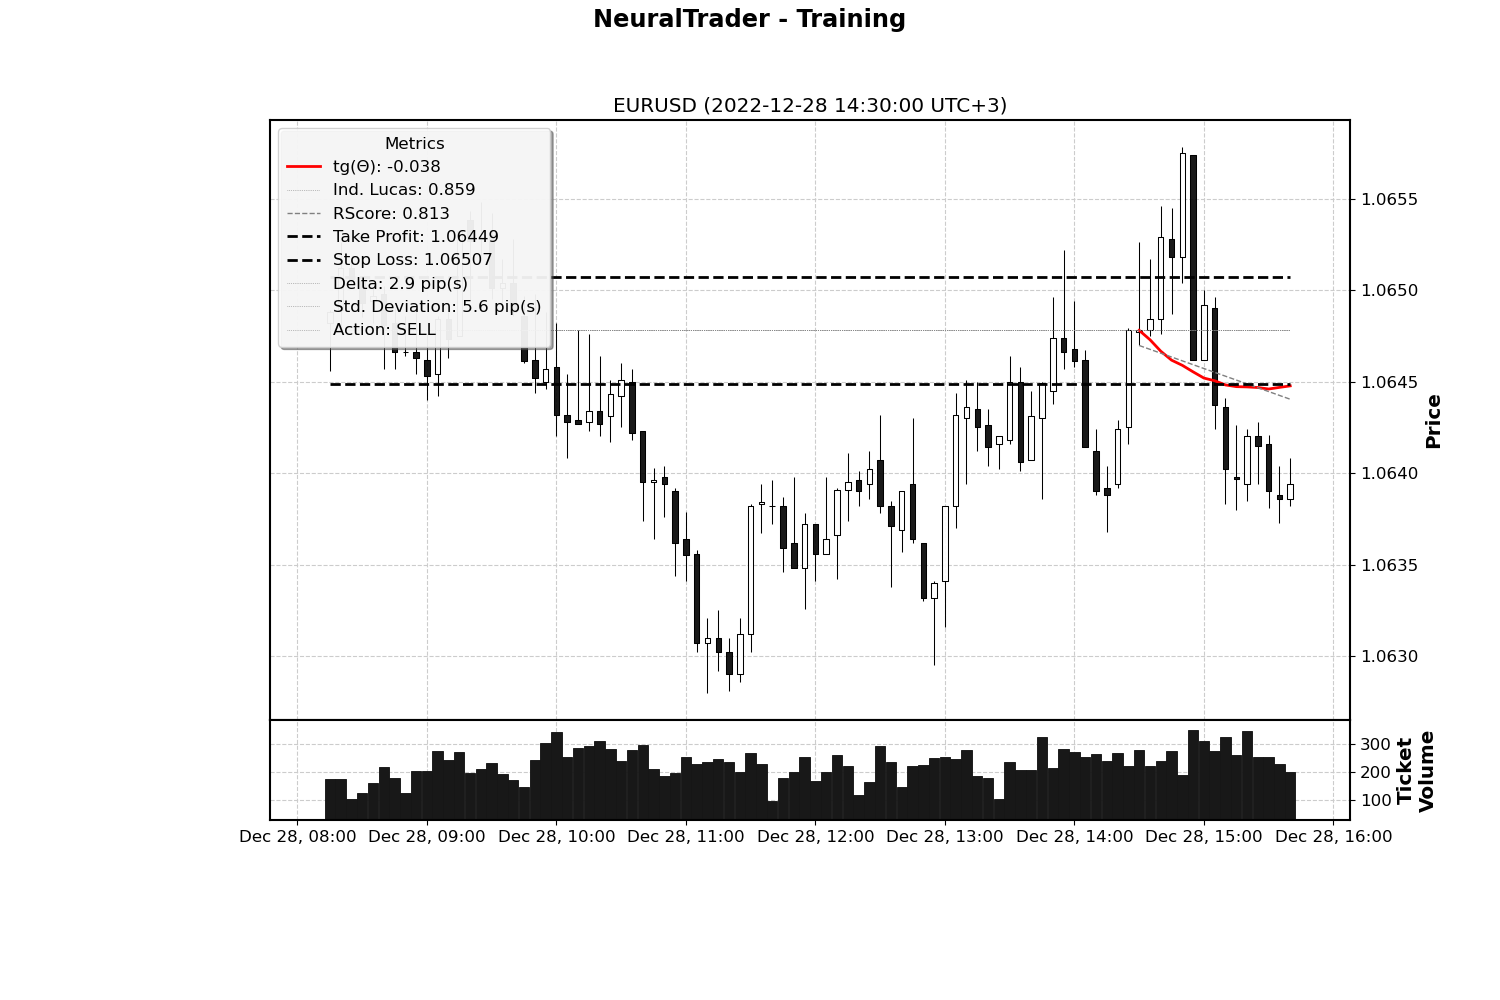 NeuralTrader - Training
EURUSD (2022-12-28 14:30:00 UTC+3)
Metrics
tg(Θ): -0.038
Ind. Lucas: 0.859
RScore: 0.813
Take Profit: 1.06449
Stop Loss: 1.06507
Delta: 2.9 pip(s)
Std. Deviation: 5.6 pip(s)
Action: SELL
1.0655
1.0650
1.0645
1.0640
1.0635
1.0630
Price
300
200
100
Ticket
Volume
Dec 28, 08:00
Dec 28, 09:00
Dec 28, 10:00
Dec 28, 11:00
Dec 28, 12:00
Dec 28, 13:00
Dec 28, 14:00
Dec 28, 15:00
Dec 28, 16:00